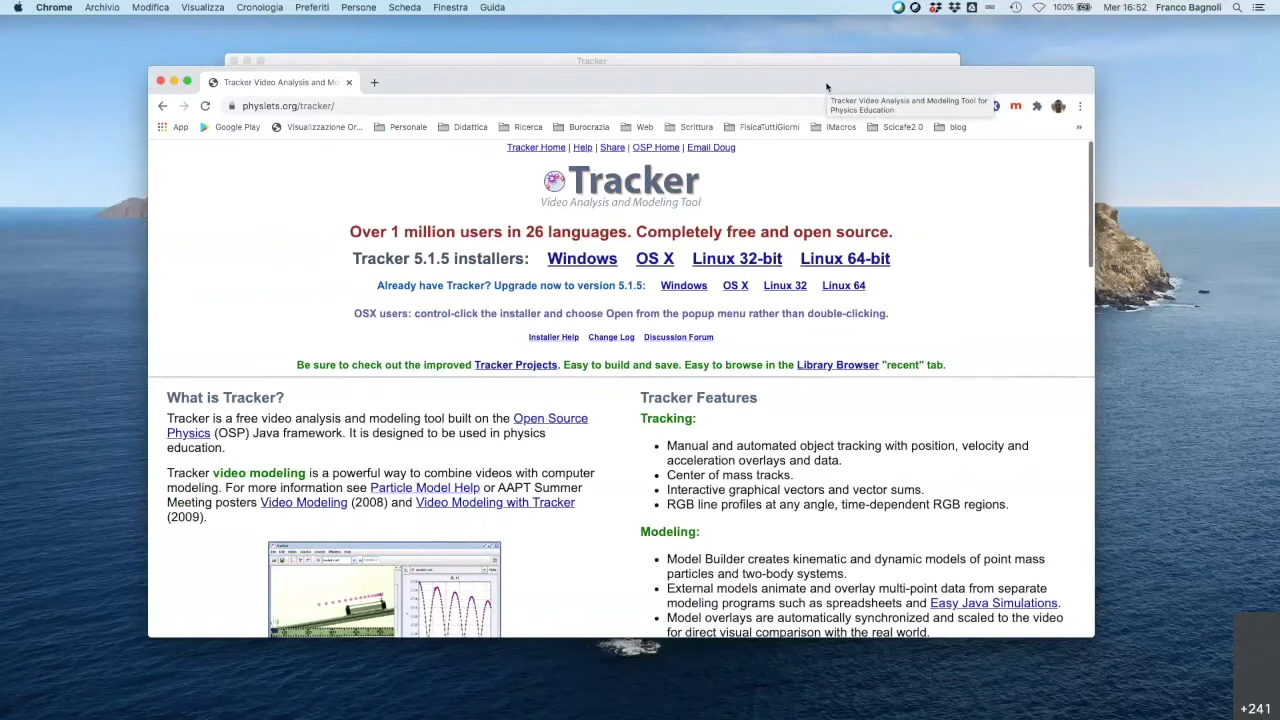 Chrome Archivio Modifica Visualizza Cronologia Preferiti Persone Scheda Finestra Guida 100% Mer 16:52 Franco Bagnoli
Tracker
Tracker Video Analysis and Mo
physlets.org/tracker/
Tracker Video Analysis and Modeling Tool for
Physics Education
App Google Play Visualizzazione Or... Personale Didattica Ricerca Burocrazia Web Scrittura FisicaTuttiGiorni iMacros Scicafe2.0 blog »
Tracker Home | Help | Share | OSP Home | Email Doug
Tracker
Video Analysis and Modeling Tool
Over 1 million users in 26 languages. Completely free and open source.
Tracker 5.1.5 installers: Windows OS X Linux 32-bit Linux 64-bit
Already have Tracker? Upgrade now to version 5.1.5: Windows OS X Linux 32 Linux 64
OSX users: control-click the installer and choose Open from the popup menu rather than double-clicking.
Installer Help Change Log Discussion Forum
Be sure to check out the improved Tracker Projects. Easy to build and save. Easy to browse in the Library Browser "recent" tab.
What is Tracker?
Tracker is a free video analysis and modeling tool built on the Open Source
Physics (OSP) Java framework. It is designed to be used in physics
education.
Tracker video modeling is a powerful way to combine videos with computer
modeling. For more information see Particle Model Help or AAPT Summer
Meeting posters Video Modeling (2008) and Video Modeling with Tracker
(2009).
Tracker Features
Tracking:
Manual and automated object tracking with position, velocity and
acceleration overlays and data.
Center of mass tracks.
Interactive graphical vectors and vector sums.
RGB line profiles at any angle, time-dependent RGB regions.
Modeling:
Model Builder creates kinematic and dynamic models of point mass
particles and two-body systems.
External models animate and overlay multi-point data from separate
modeling programs such as spreadsheets and Easy Java Simulations.
Model overlays are automatically synchronized and scaled to the video
for direct visual comparison with the real world.
+241